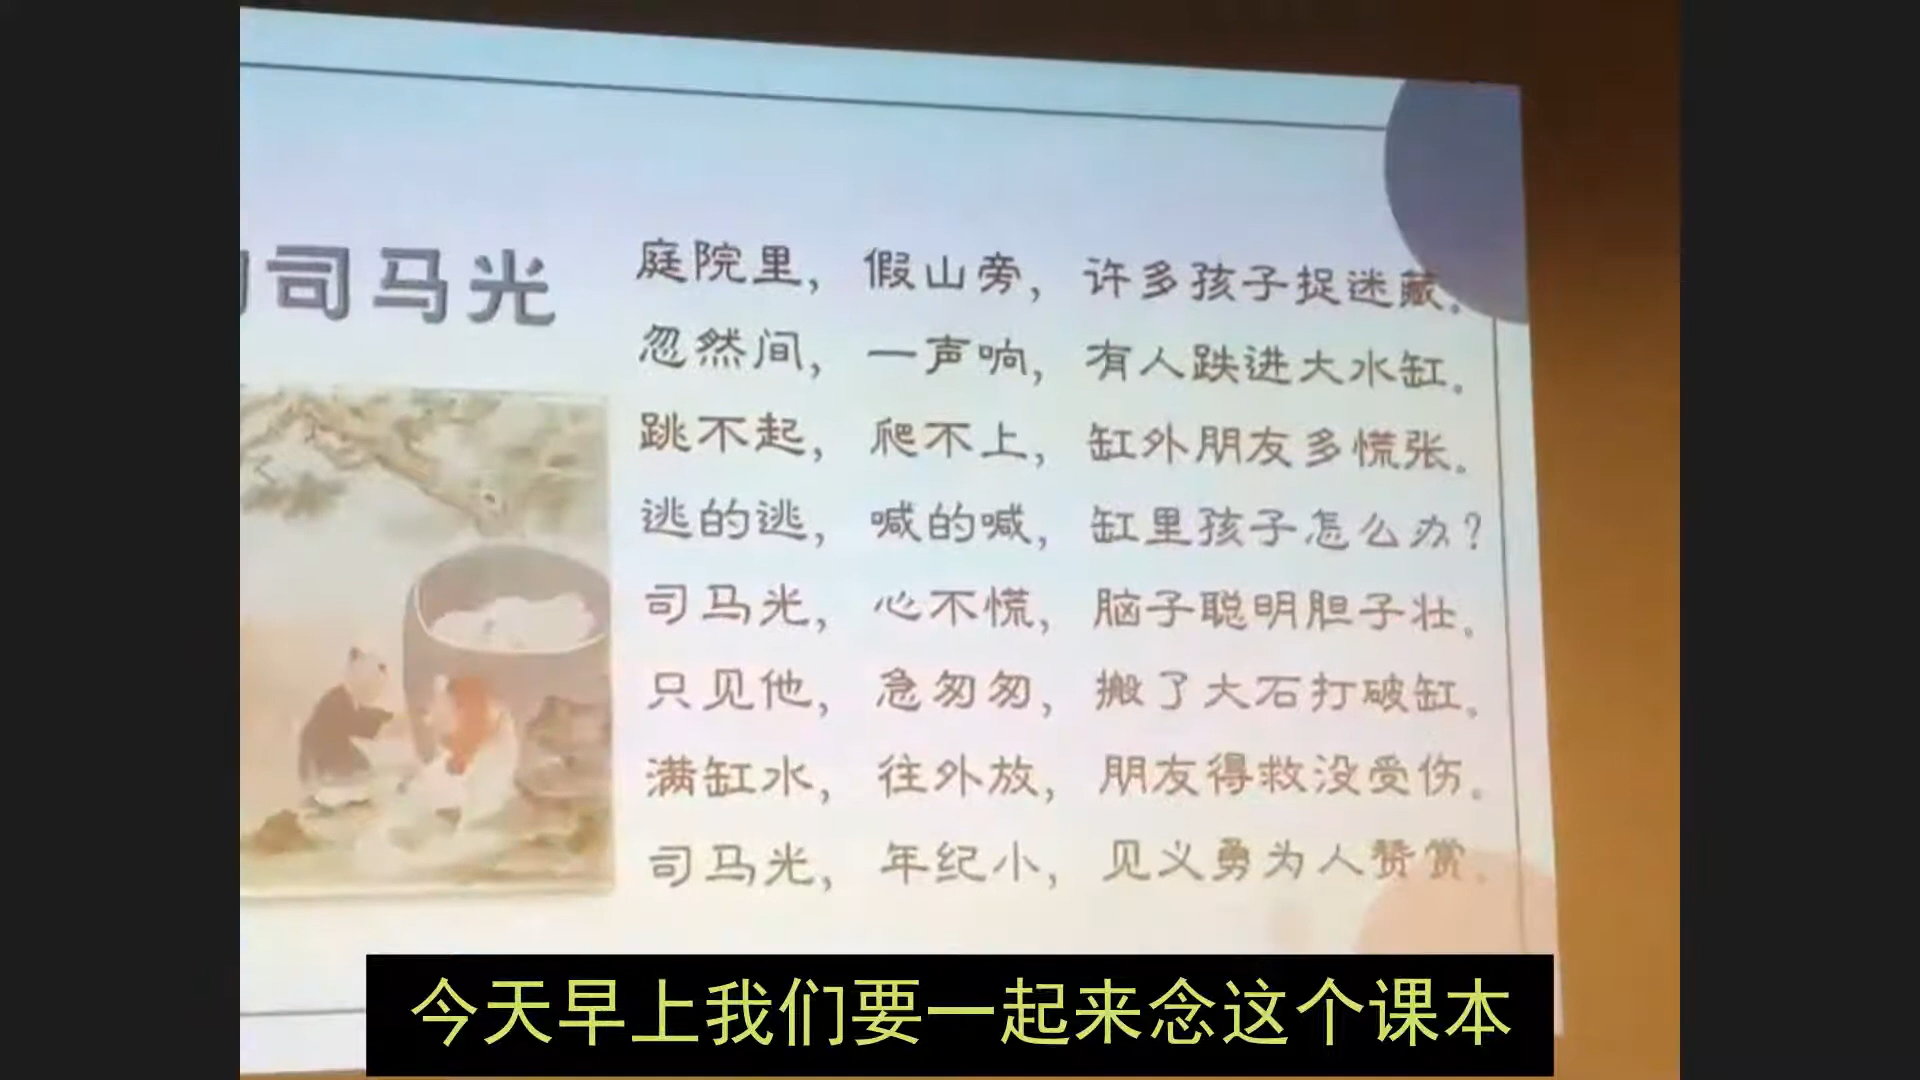 司马光
庭院里，假山旁，许多孩子捉迷藏。
忽然间，一声响，有人跌进大水缸。
跳不起，爬不上，缸外朋友多慌张。
逃的逃，喊的喊，缸里孩子怎么办？
司马光，心不慌，脑子聪明胆子壮。
只见他，急匆匆，搬了大石打破缸。
满缸水，往外放，朋友得救没受伤。
司马光，年纪小，见义勇为人赞赏。
今天早上我们要一起来念这个课本